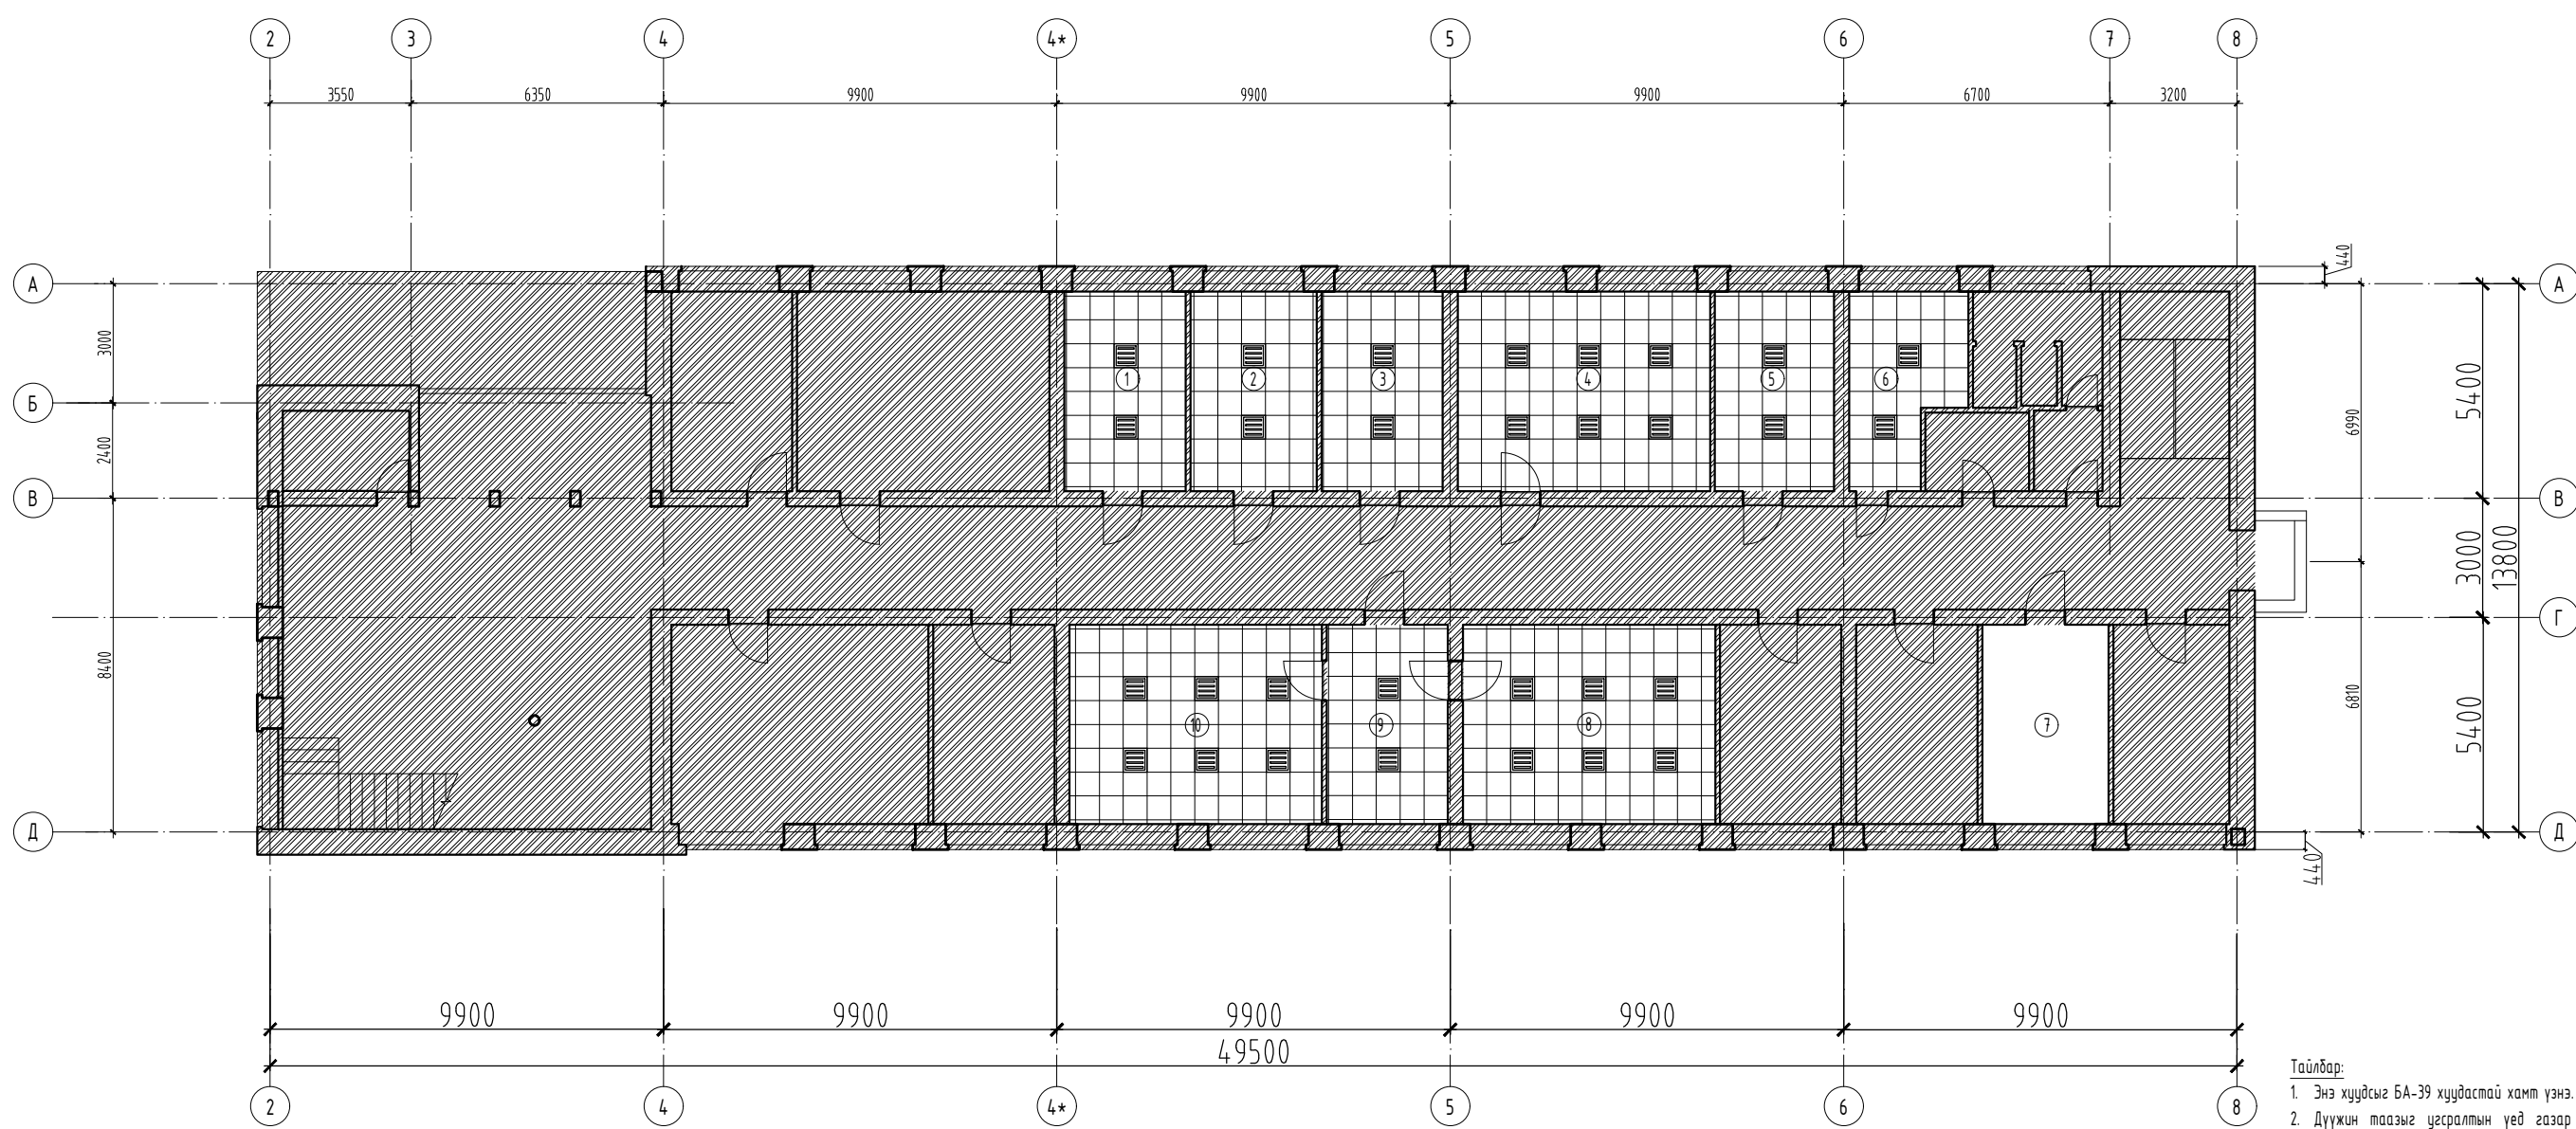 2 3 4 4* 5 6 7 8
3550 6350 9900 9900 9900 6700 3200
440
А А
3000
1 2 3 4 5 6
5400
Б
2400
6990
В В
3000
13800
Г
8400
10 9 8 7
6810
5400
Д Д
440
9900 9900 9900 9900 9900
49500
2 4 4* 5 6 8
Тайлбар:
1. Энэ хуудсыг БА-39 хуудастай хамт үзнэ.
2. Дүүжин таазыг угсралтын үед газар